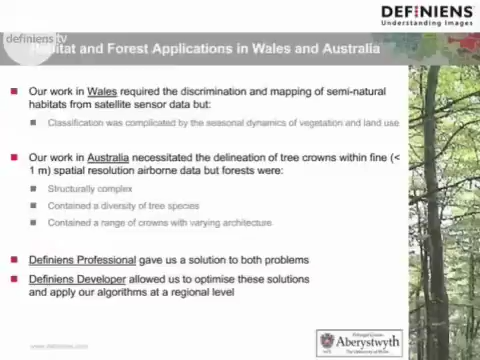 DEFINIENS
Understanding Images
definiens tv
Habitat and Forest Applications in Wales and Australia
Our work in Wales required the discrimination and mapping of semi-natural
habitats from satellite sensor data but:
Classification was complicated by the seasonal dynamics of vegetation and land use
Our work in Australia necessitated the delineation of tree crowns within fine (<
1 m) spatial resolution airborne data but forests were:
Structurally complex
Contained a diversity of tree species
Contained a range of crowns with varying architecture
Definiens Professional gave us a solution to both problems
Definiens Developer allowed us to optimise these solutions
and apply our algorithms at a regional level
www.definiens.com
Aberystwyth
The University of Wales